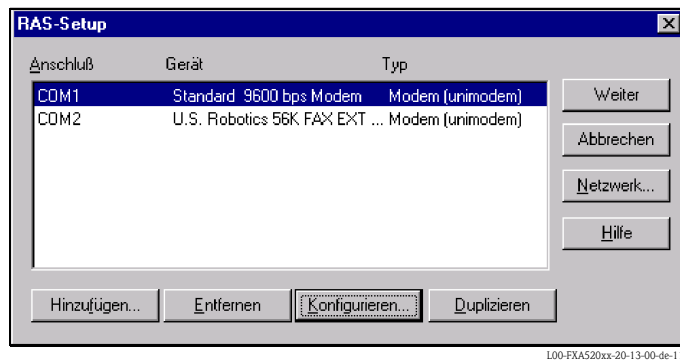 RAS-Setup
Anschluß Gerät Typ
COM1 Standard 9600 bps Modem Modem (unimodem)
COM2 U.S. Robotics 56K FAX EXT ... Modem (unimodem)
Weiter
Abbrechen
Netzwerk...
Hilfe
Hinzufügen... Entfernen Konfigurieren... Duplizieren
L00-FXA520xx-20-13-00-de-1